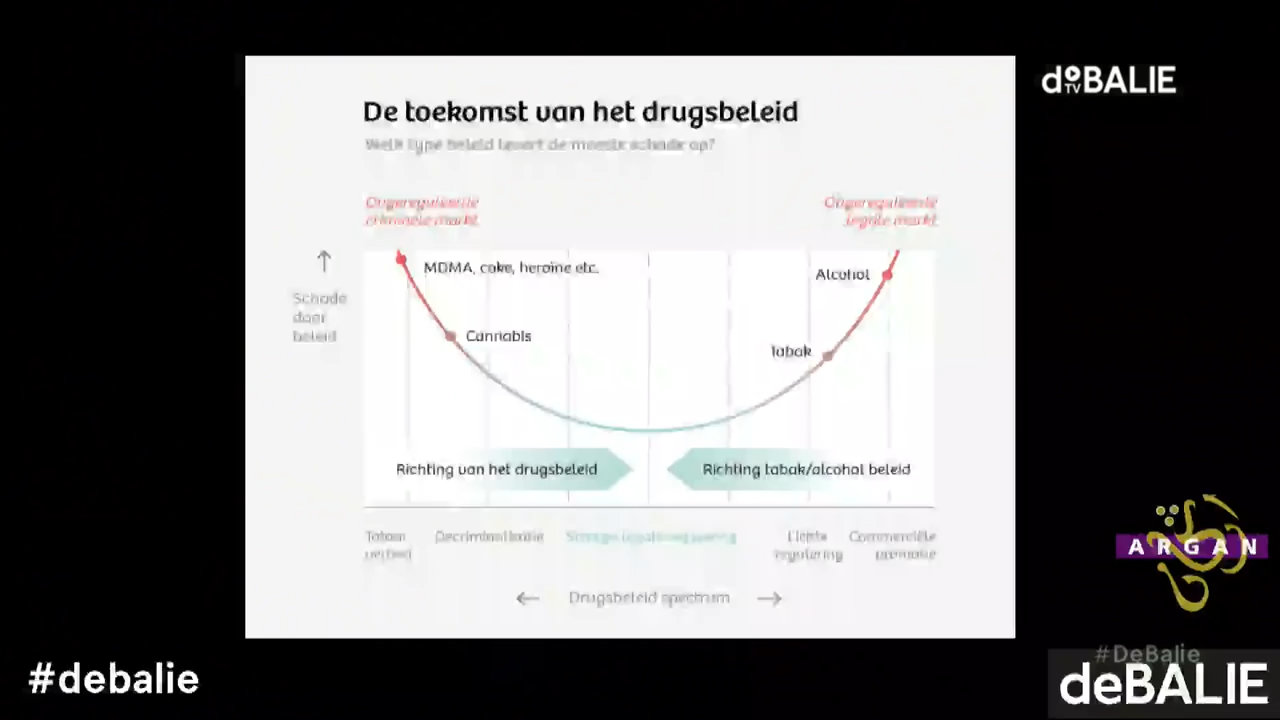 doBALIE
TV
De toekomst van het drugsbeleid
Welk type beleid levert de meeste schade op?
Ongereguleerde
criminele markt
Ongereguleerde
legale markt
MDMA, coke, heroïne etc.
Alcohol
Schade
door
beleid
Cannabis
Tabak
Richting van het drugsbeleid
Richting tabak/alcohol beleid
Totaal
verbod
Decriminalisatie
Strenge
Lichte
regulering
Commerciële
promotie
← Drugsbeleid spectrum →
ARGAN
#DeBalie
#debalie
deBALIE